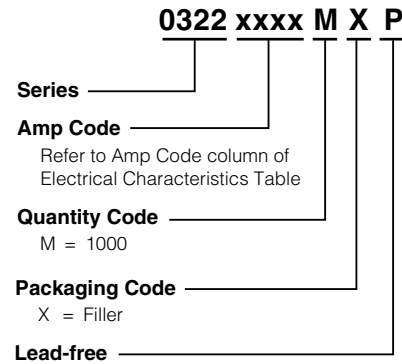 0322 xxxx M X P
Series
Amp Code
Refer to Amp Code column of
Electrical Characteristics Table
Quantity Code
M = 1000
Packaging Code
X = Filler
Lead-free